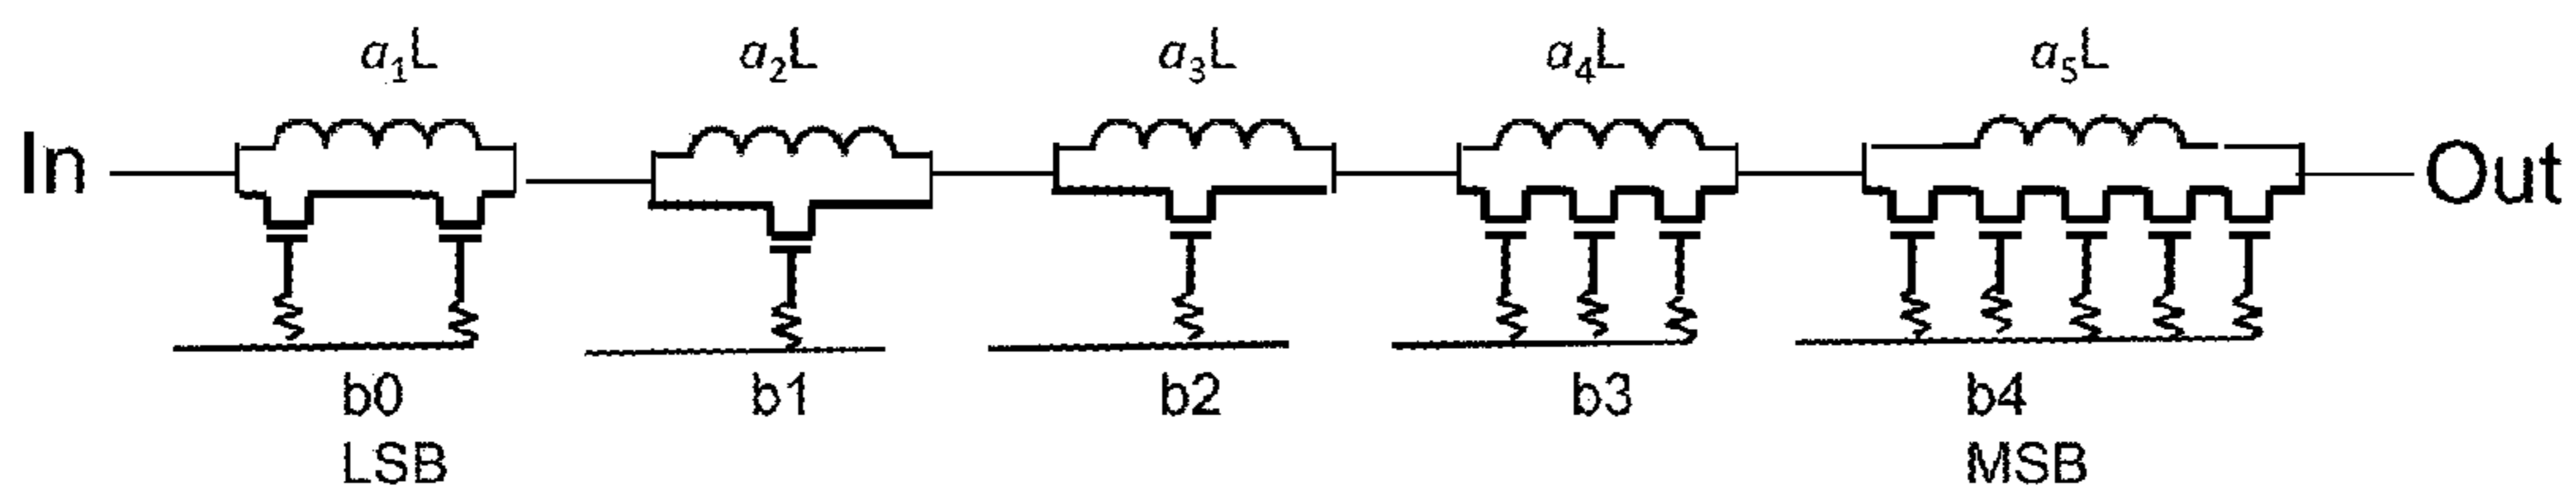 a₁L a₂L a₃L a₄L a₅L
In Out
b0 b1 b2 b3 b4
LSB MSB